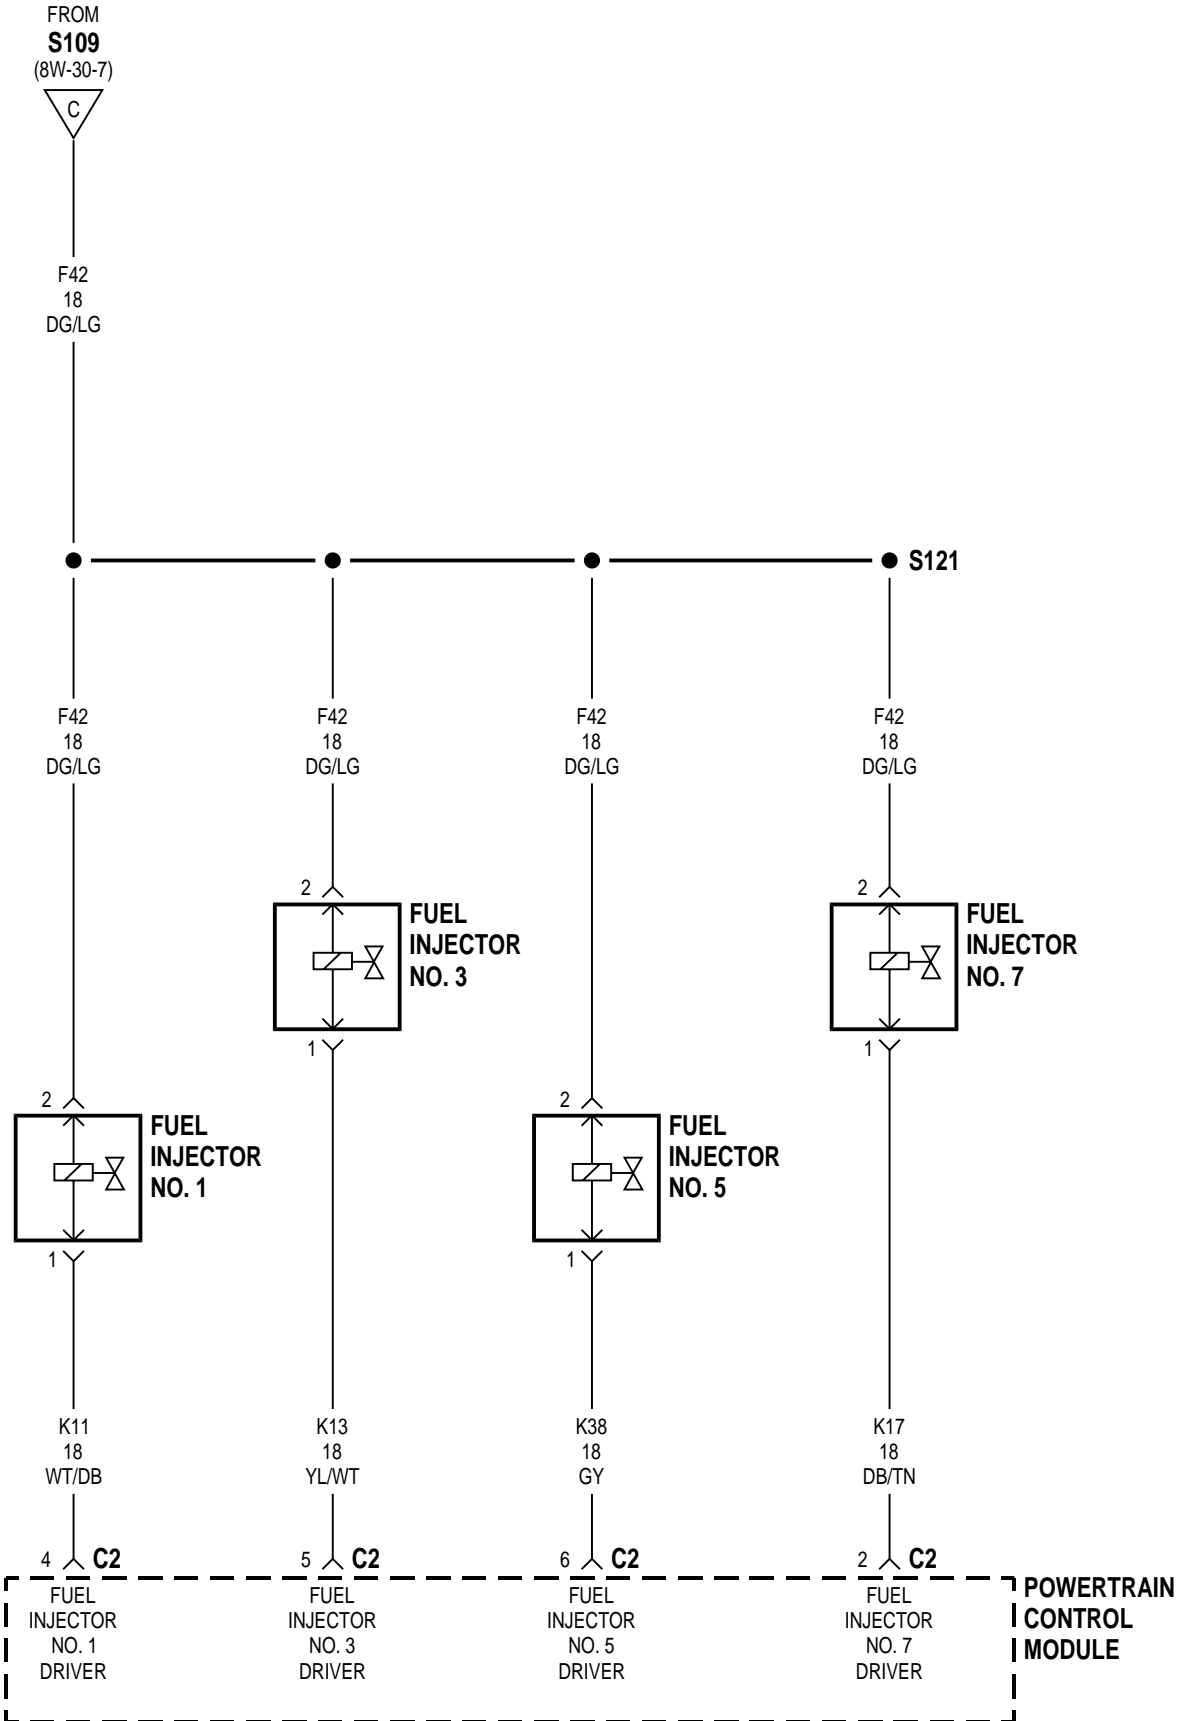 FROM
S109
(8W-30-7)
C
F42
18
DG/LG
S121
F42
18
DG/LG
F42
18
DG/LG
F42
18
DG/LG
F42
18
DG/LG
2
FUEL
INJECTOR
NO. 3
1
2
FUEL
INJECTOR
NO. 7
1
2
FUEL
INJECTOR
NO. 1
1
2
FUEL
INJECTOR
NO. 5
1
K11
18
WT/DB
K13
18
YL/WT
K38
18
GY
K17
18
DB/TN
4 C2
5 C2
6 C2
2 C2
FUEL
INJECTOR
NO. 1
DRIVER
FUEL
INJECTOR
NO. 3
DRIVER
FUEL
INJECTOR
NO. 5
DRIVER
FUEL
INJECTOR
NO. 7
DRIVER
POWERTRAIN
CONTROL
MODULE